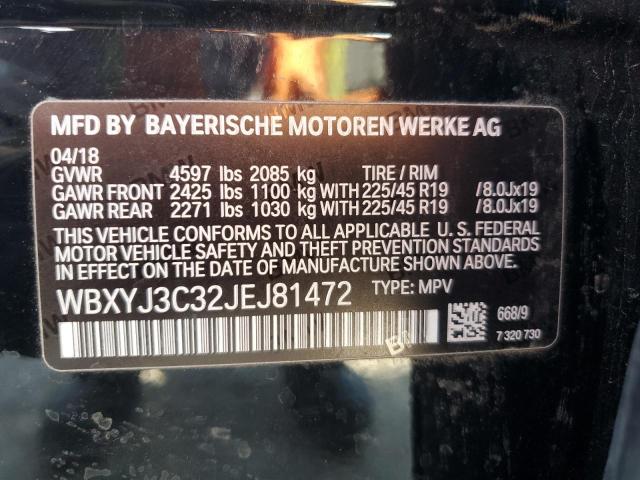 MFD BY BAYERISCHE MOTOREN WERKE AG
04/18
GVWR 4597 lbs 2085 kg TIRE / RIM
GAWR FRONT 2425 lbs 1100 kg WITH 225/45 R19 /8.0Jx19
GAWR REAR 2271 lbs 1030 kg WITH 225/45 R19 /8.0Jx19
THIS VEHICLE CONFORMS TO ALL APPLICABLE U. S. FEDERAL
MOTOR VEHICLE SAFETY AND THEFT PREVENTION STANDARDS
IN EFFECT ON THE DATE OF MANUFACTURE SHOWN ABOVE.
WBXYJ3C32JEJ81472 TYPE: MPV
668/9
7 320 730